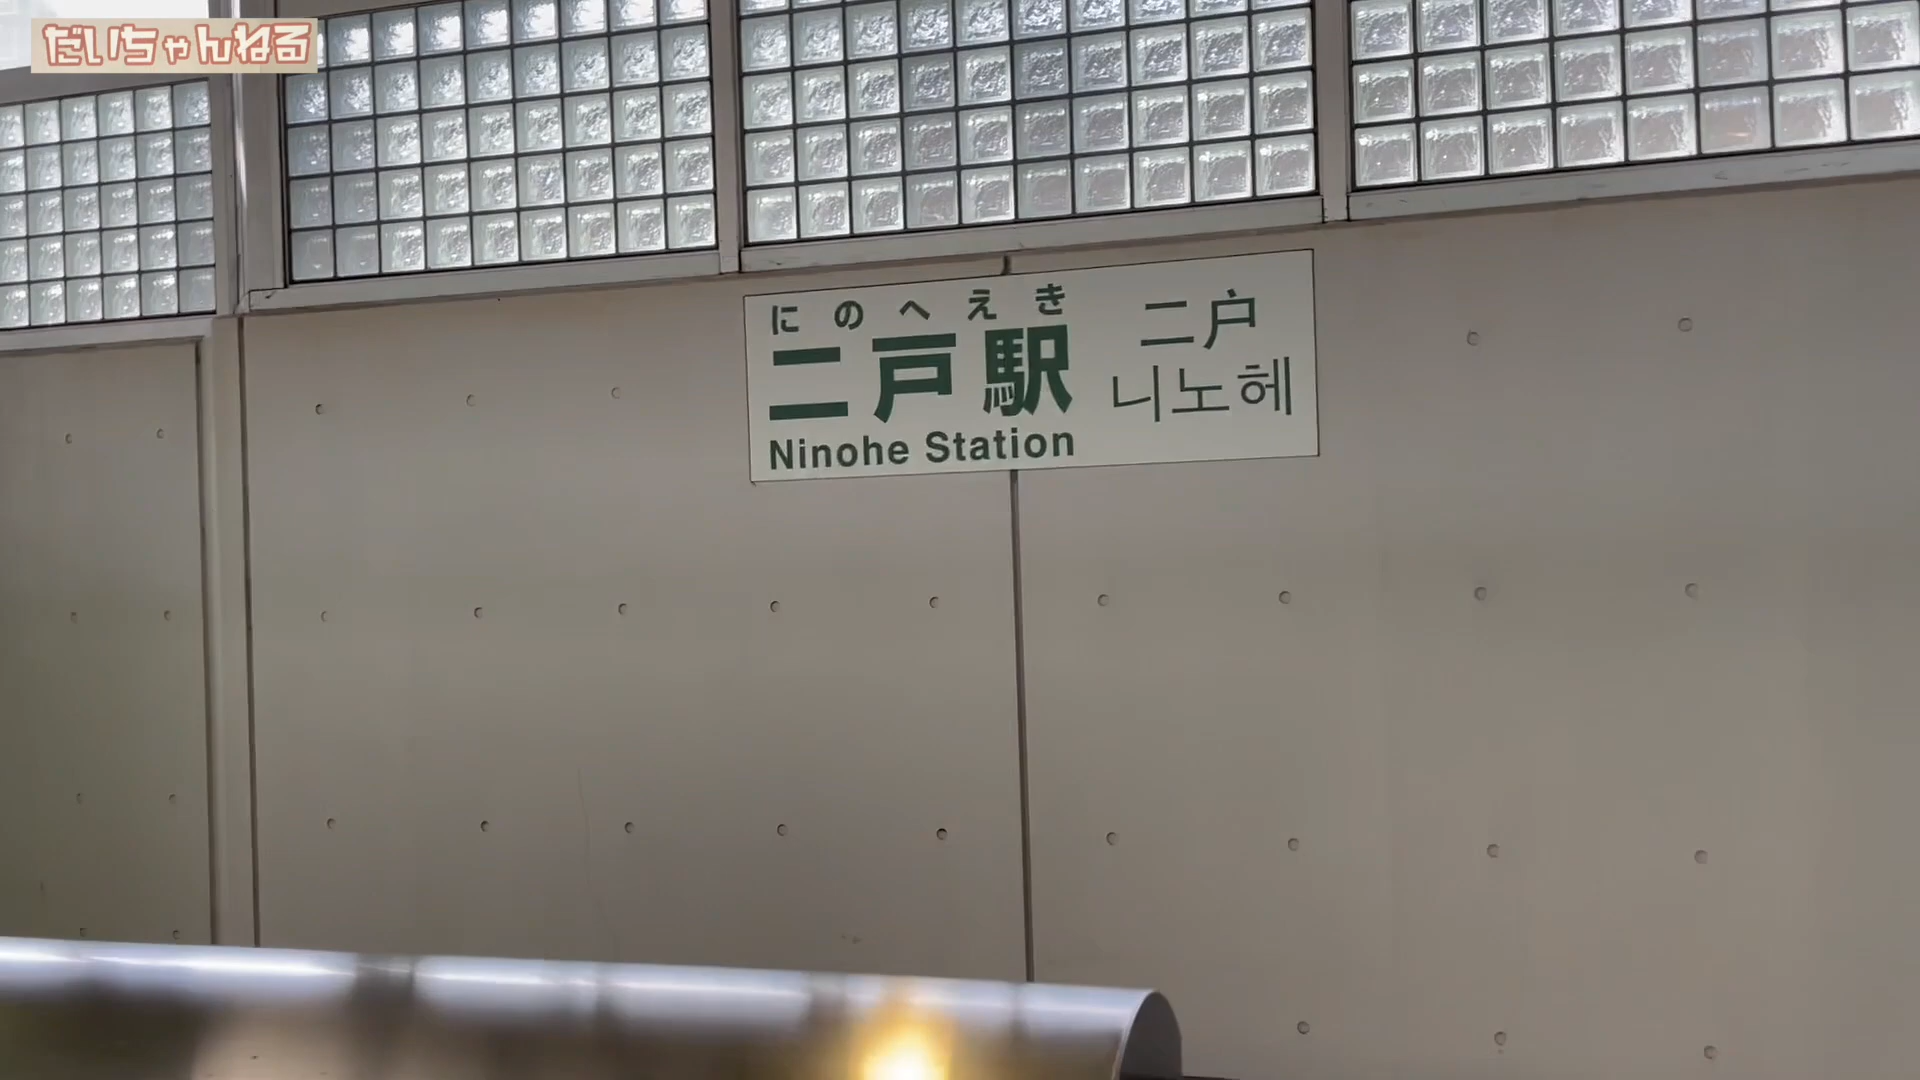 だいちゃんねる
にのへえき
二戸駅
Ninohe Station
二户
니노헤